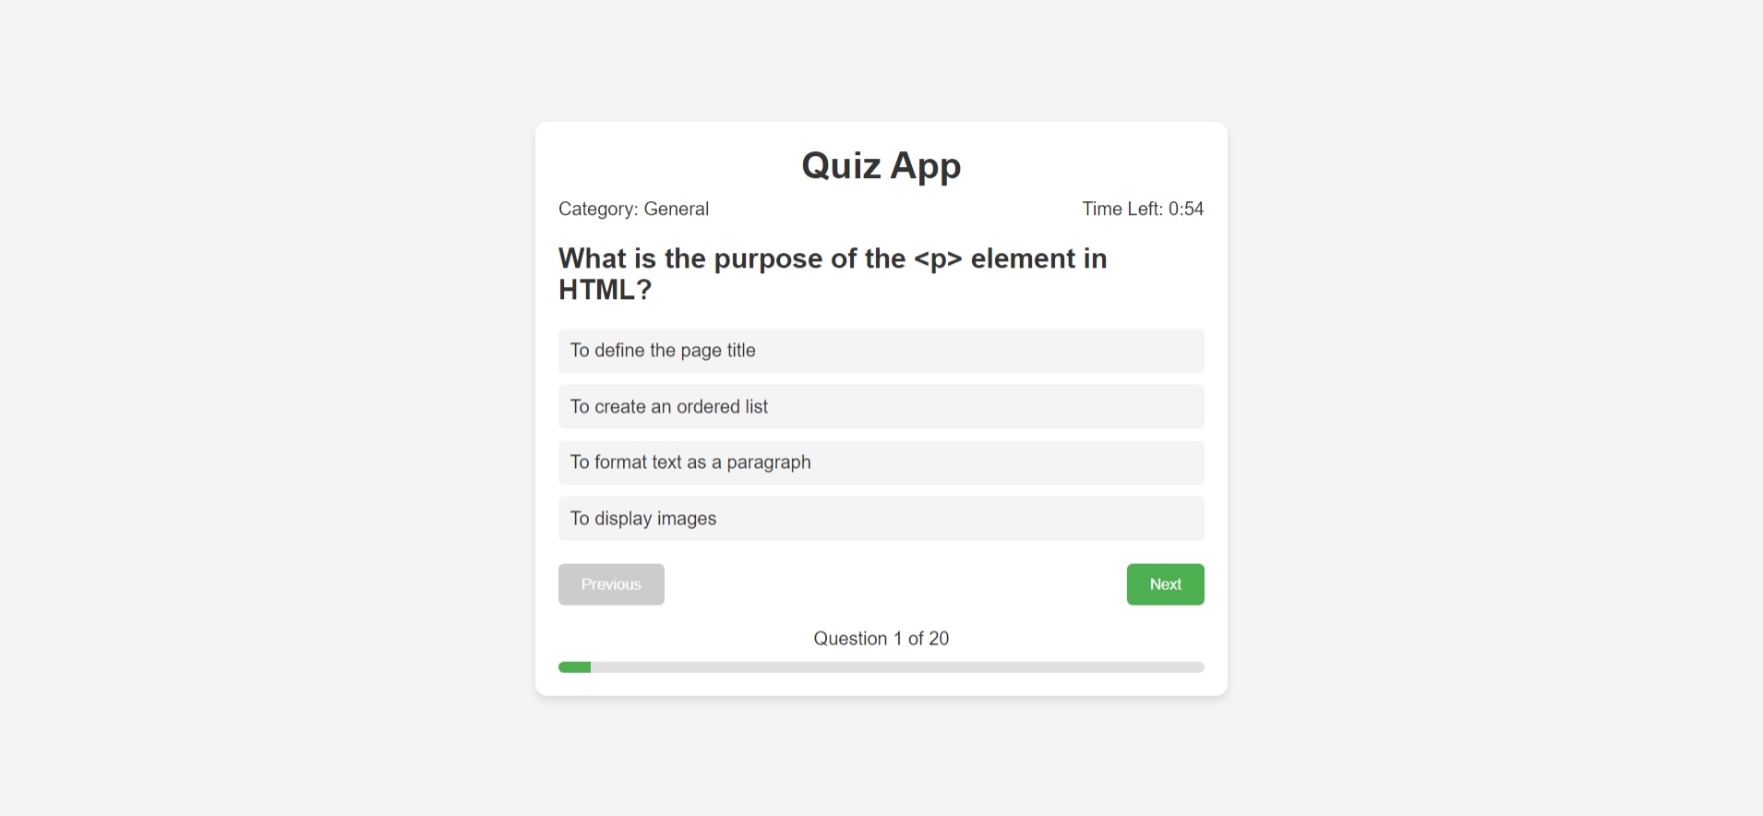 Quiz App
Category: General
Time Left: 0:54
What is the purpose of the <p> element in
HTML?
To define the page title
To create an ordered list
To format text as a paragraph
To display images
Previous
Next
Question 1 of 20